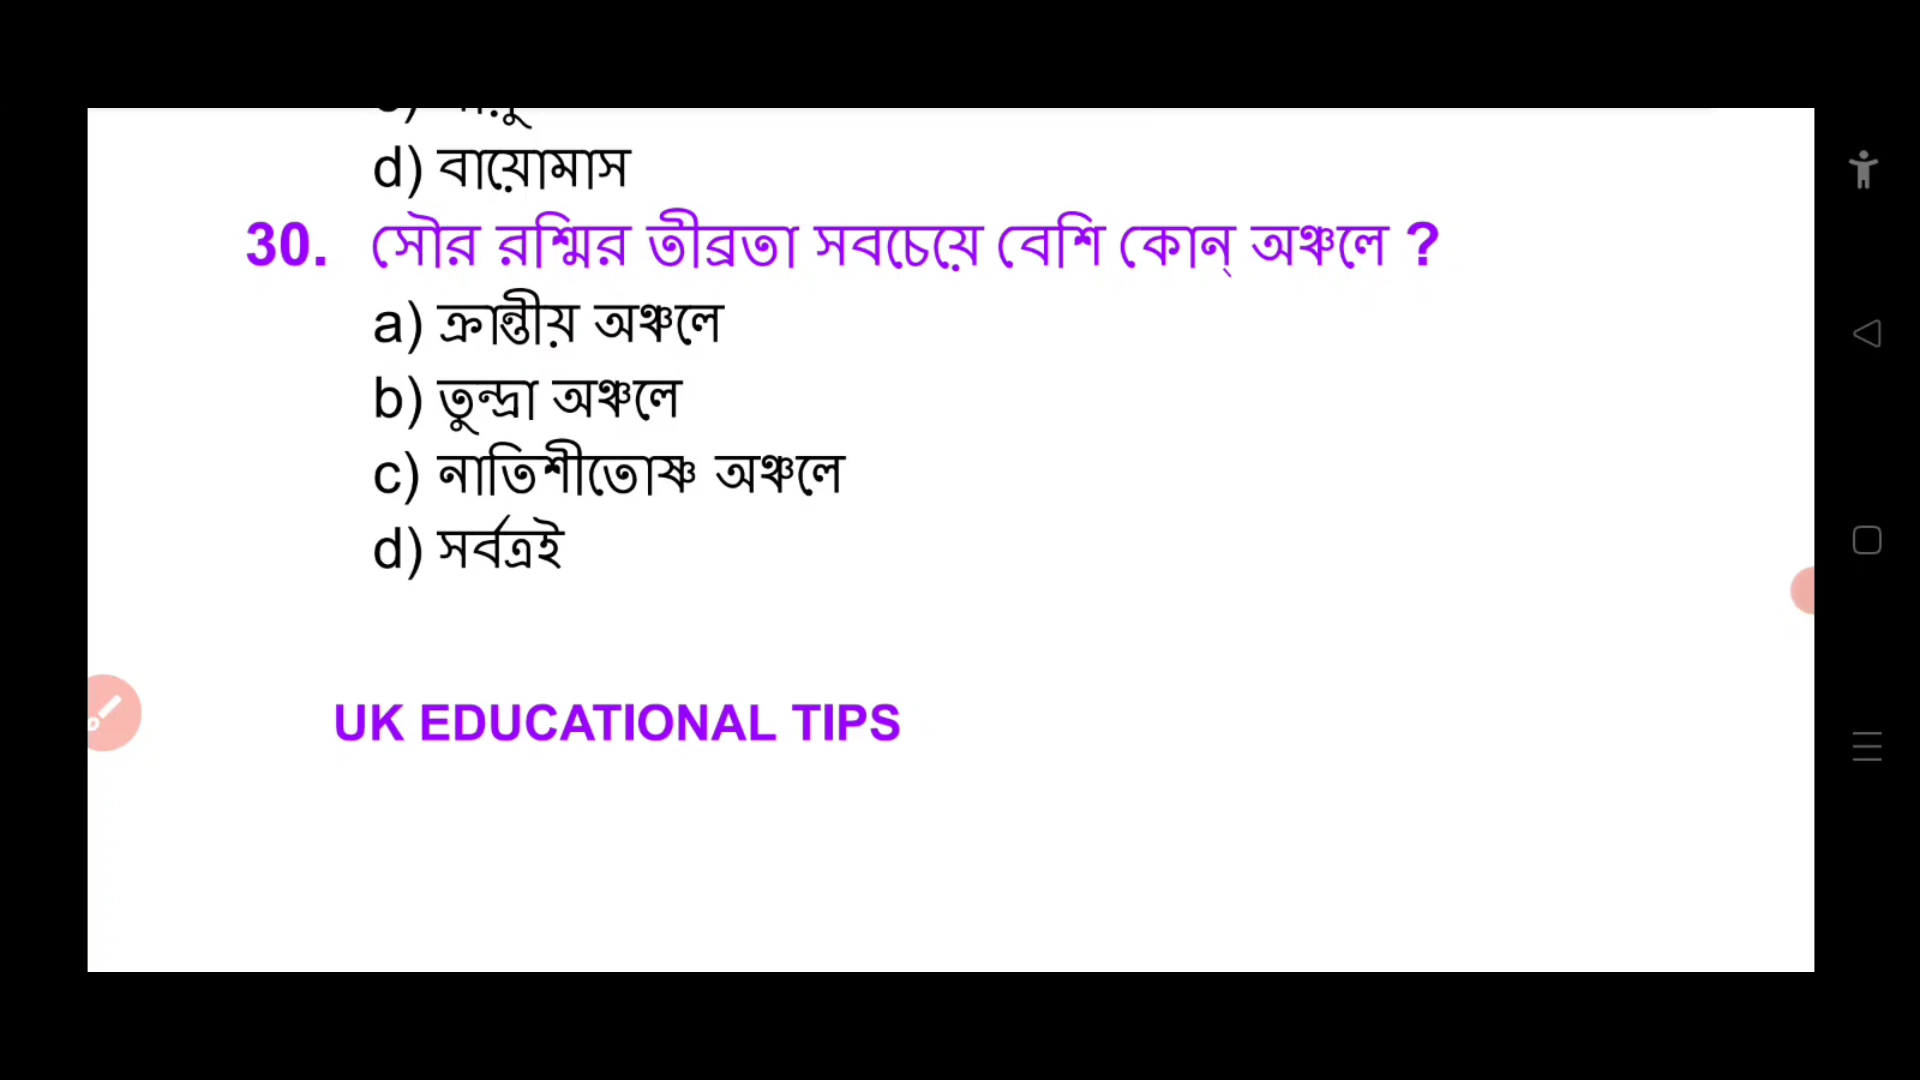 d) বায়োমাস
30. সৌর রশ্মির তীব্রতা সবচেয়ে বেশি কোন্ অঞ্চলে ?
a) ক্রান্তীয় অঞ্চলে
b) তুন্দ্রা অঞ্চলে
c) নাতিশীতোষ্ণ অঞ্চলে
d) সর্বত্রই
UK EDUCATIONAL TIPS